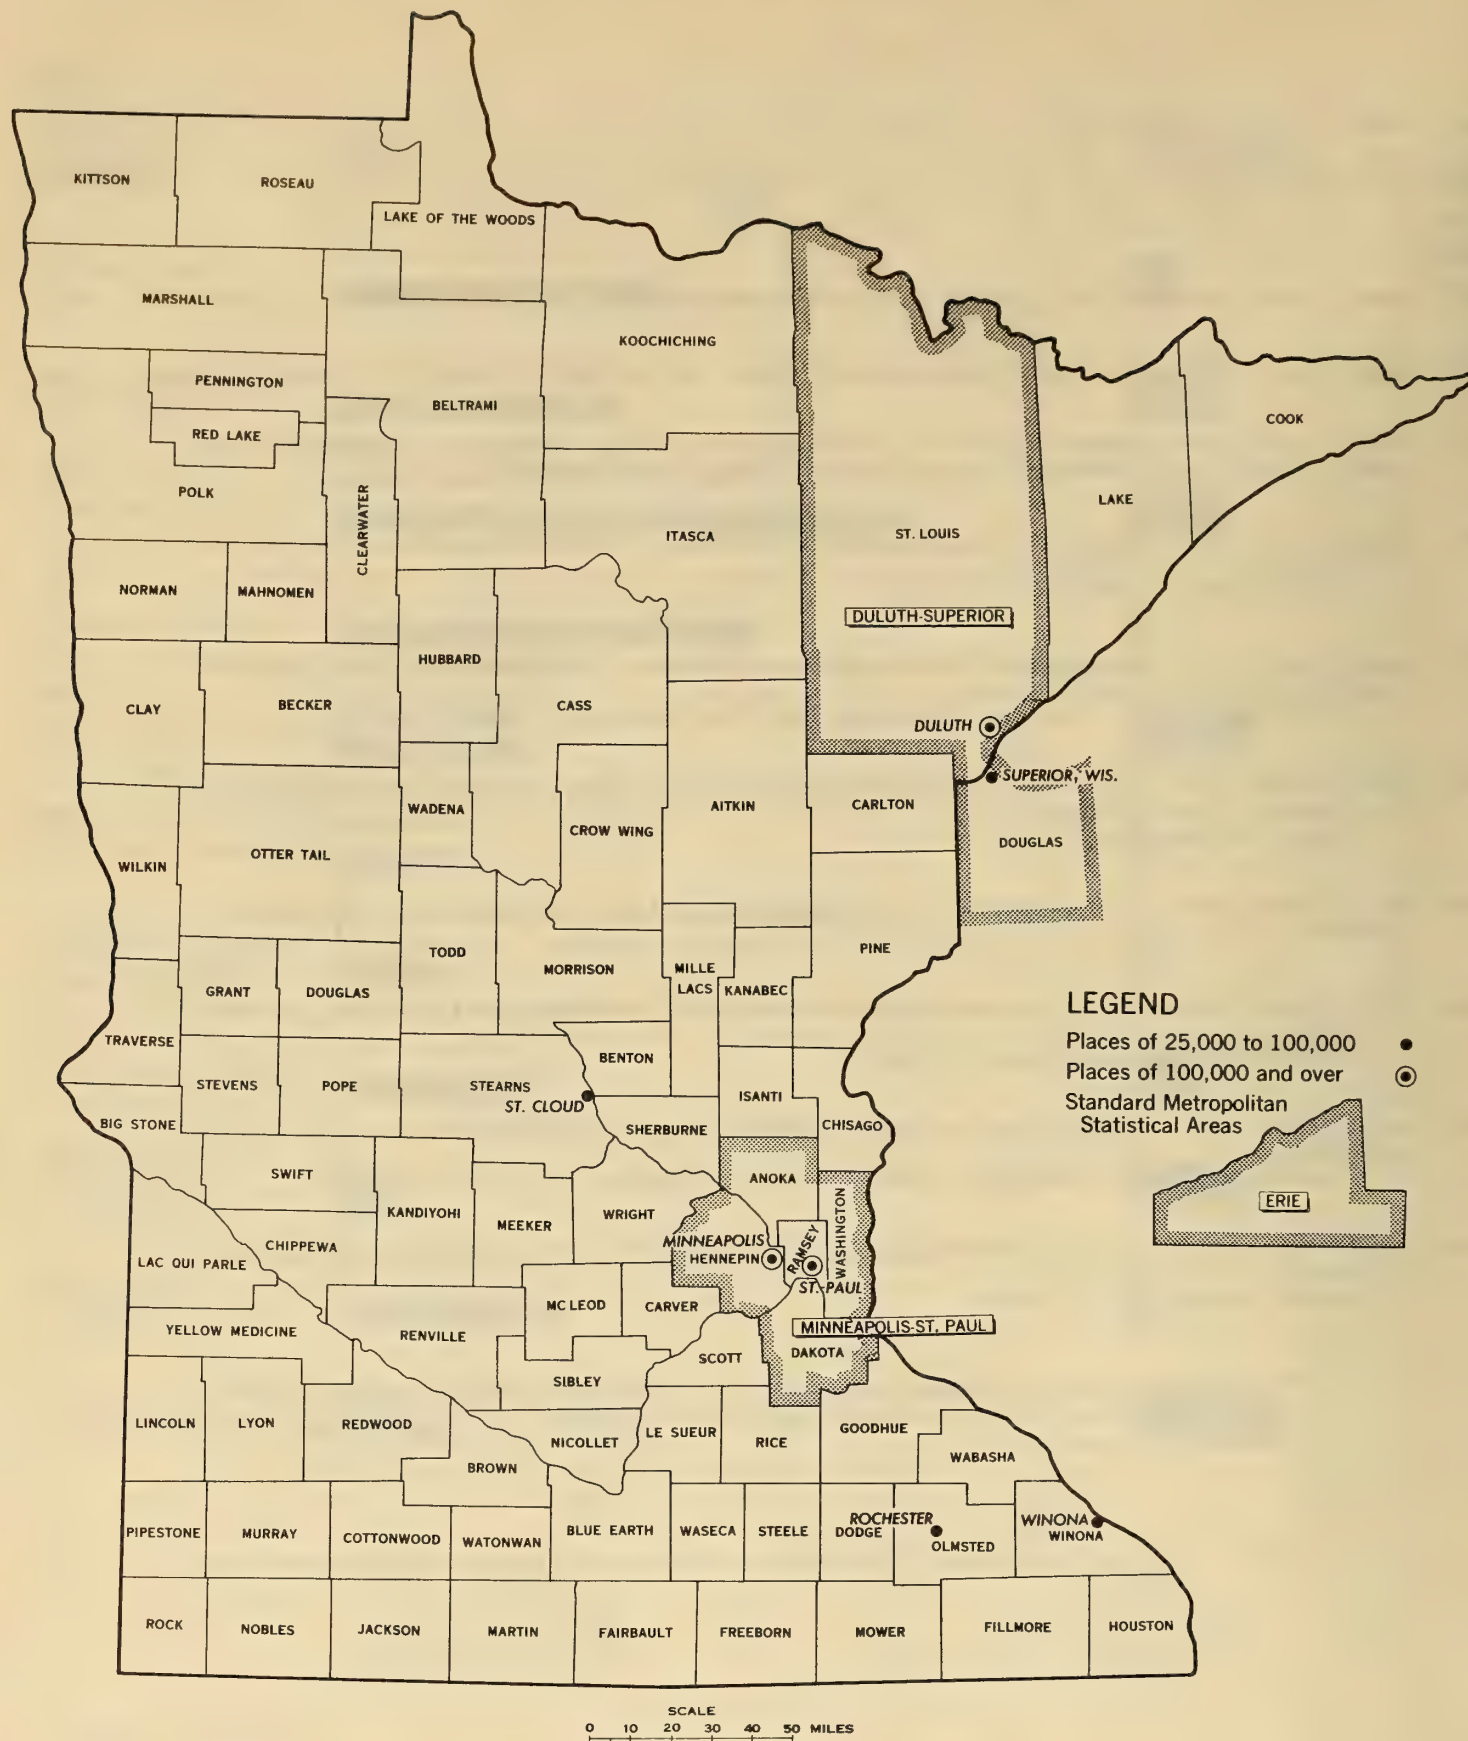 KITTSON
ROSEAU
LAKE OF THE WOODS
MARSHALL
KOOCHICHING
PENNINGTON
BELTRAMI
RED LAKE
COOK
POLK
CLEARWATER
LAKE
ST. LOUIS
ITASCA
NORMAN
MAHNOMEN
DULUTH-SUPERIOR
HUBBARD
CLAY
BECKER
CASS
DULUTH
SUPERIOR, WIS.
WADENA
AITKIN
CARLTON
CROW WING
DOUGLAS
OTTER TAIL
WILKIN
TODD
PINE
MORRISON
MILLE
LACS
KANABEC
GRANT
DOUGLAS
LEGEND
Places of 25,000 to 100,000
Places of 100,000 and over
Standard Metropolitan
Statistical Areas
ERIE
TRAVERSE
BENTON
STEVENS
POPE
STEARNS
ST. CLOUD
ISANTI
BIG STONE
SHERBURNE
CHISAGO
SWIFT
ANOKA
KANDIYOHI
MEEKER
WRIGHT
WASHINGTON
MINNEAPOLIS
HENNEPIN
RAMSEY
ST. PAUL
CHIPPEWA
LAC QUI PARLE
MC LEOD
CARVER
MINNEAPOLIS-ST. PAUL
YELLOW MEDICINE
RENVILLE
DAKOTA
SCOTT
SIBLEY
LINCOLN
LYON
REDWOOD
NICOLLET
LE SUEUR
RICE
GOODHUE
WABASHA
BROWN
PIPESTONE
MURRAY
COTTONWOOD
WATONWAN
BLUE EARTH
WASECA
STEELE
DODGE
ROCHESTER
OLMSTED
WINONA
WINONA
ROCK
NOBLES
JACKSON
MARTIN
FAIRBAULT
FREEBORN
MOWER
FILLMORE
HOUSTON
SCALE
0 10 20 30 40 50 MILES